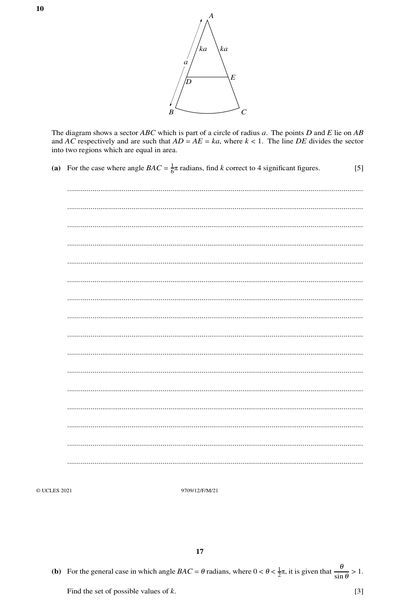 10
A
ka
ka
a
D
E
B
C
The diagram shows a sector ABC which is part of a circle of radius a. The points D and E lie on AB
and AC respectively and are such that AD = AE = ka, where k < 1. The line DE divides the sector
into two regions which are equal in area.
(a) For the case where angle BAC = 1/6π radians, find k correct to 4 significant figures. [5]
© UCLES 2021 9709/12/F/M/21
17
(b) For the general case in which angle BAC = θ radians, where 0 < θ < 1/2π, it is given that θ/sin θ > 1.
Find the set of possible values of k. [3]